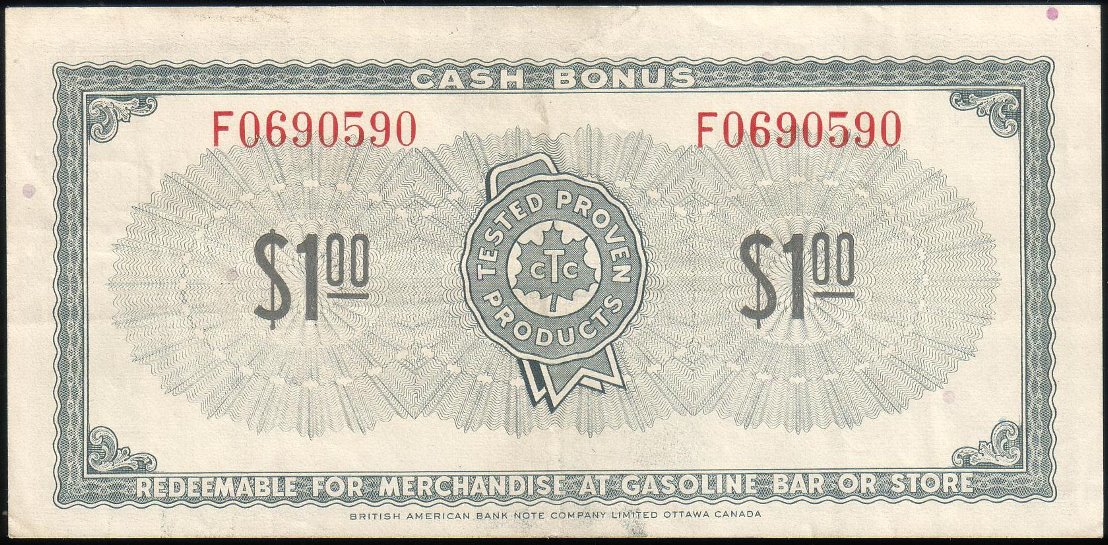 CASH BONUS
F0690590 F0690590
TESTED PROVEN
$1.00 $1.00
CTC
PRODUCTS
REDEEMABLE FOR MERCHANDISE AT GASOLINE BAR OR STORE
BRITISH AMERICAN BANK NOTE COMPANY LIMITED OTTAWA CANADA